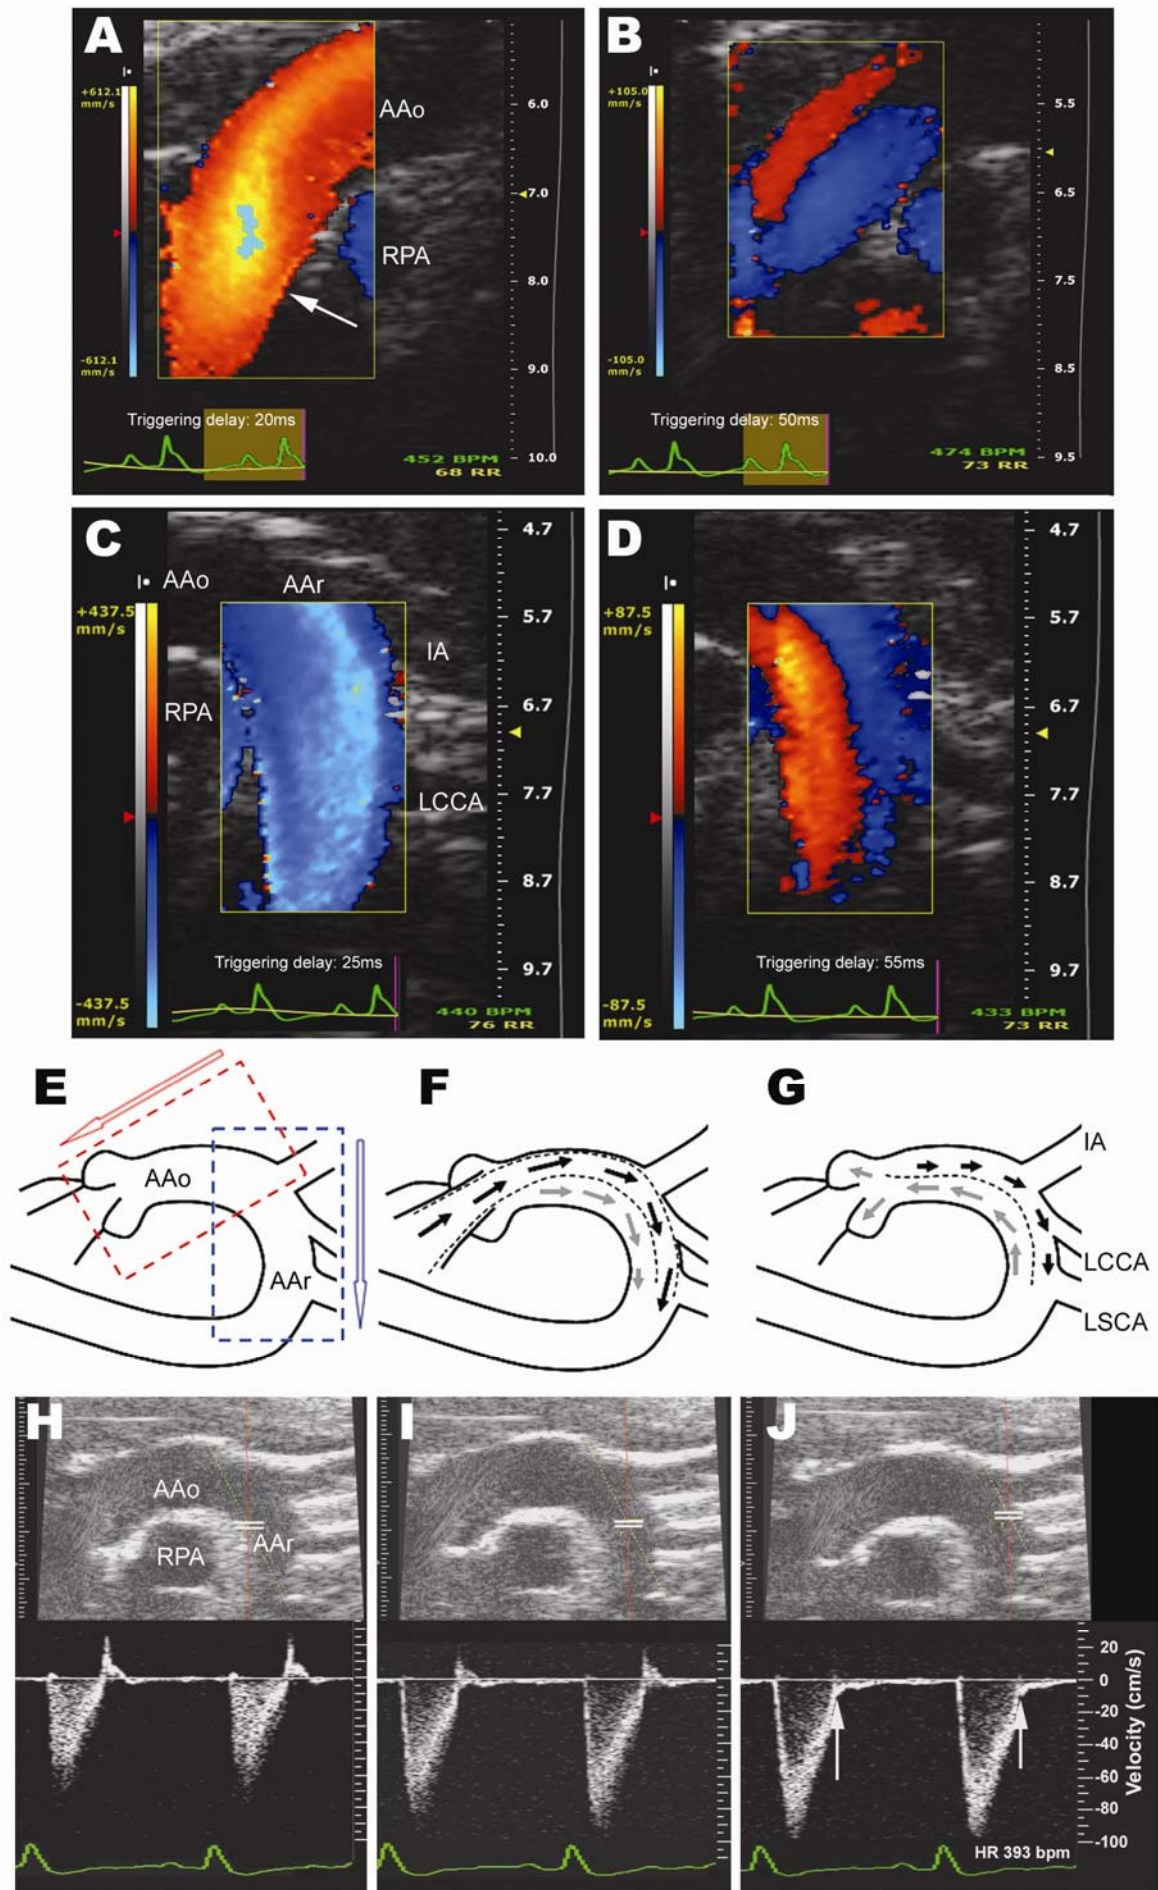 A
+612.1
mm/s
-612.1
mm/s
AAo
RPA
6.0
7.0
8.0
9.0
10.0
Triggering delay: 20ms
452 BPM
68 RR
B
+105.0
mm/s
-105.0
mm/s
5.5
6.5
7.5
8.5
9.5
Triggering delay: 50ms
474 BPM
73 RR
C
+437.5
mm/s
-437.5
mm/s
AAo
AAr
IA
RPA
LCCA
4.7
5.7
6.7
7.7
8.7
9.7
Triggering delay: 25ms
440 BPM
76 RR
D
+87.5
mm/s
-87.5
mm/s
4.7
5.7
6.7
7.7
8.7
9.7
Triggering delay: 55ms
433 BPM
73 RR
E
AAo
AAr
F
G
IA
LCCA
LSCA
H
AAo
RPA
AAr
I
J
20
0
-20
-40
-60
-80
-100
Velocity (cm/s)
HR 393 bpm